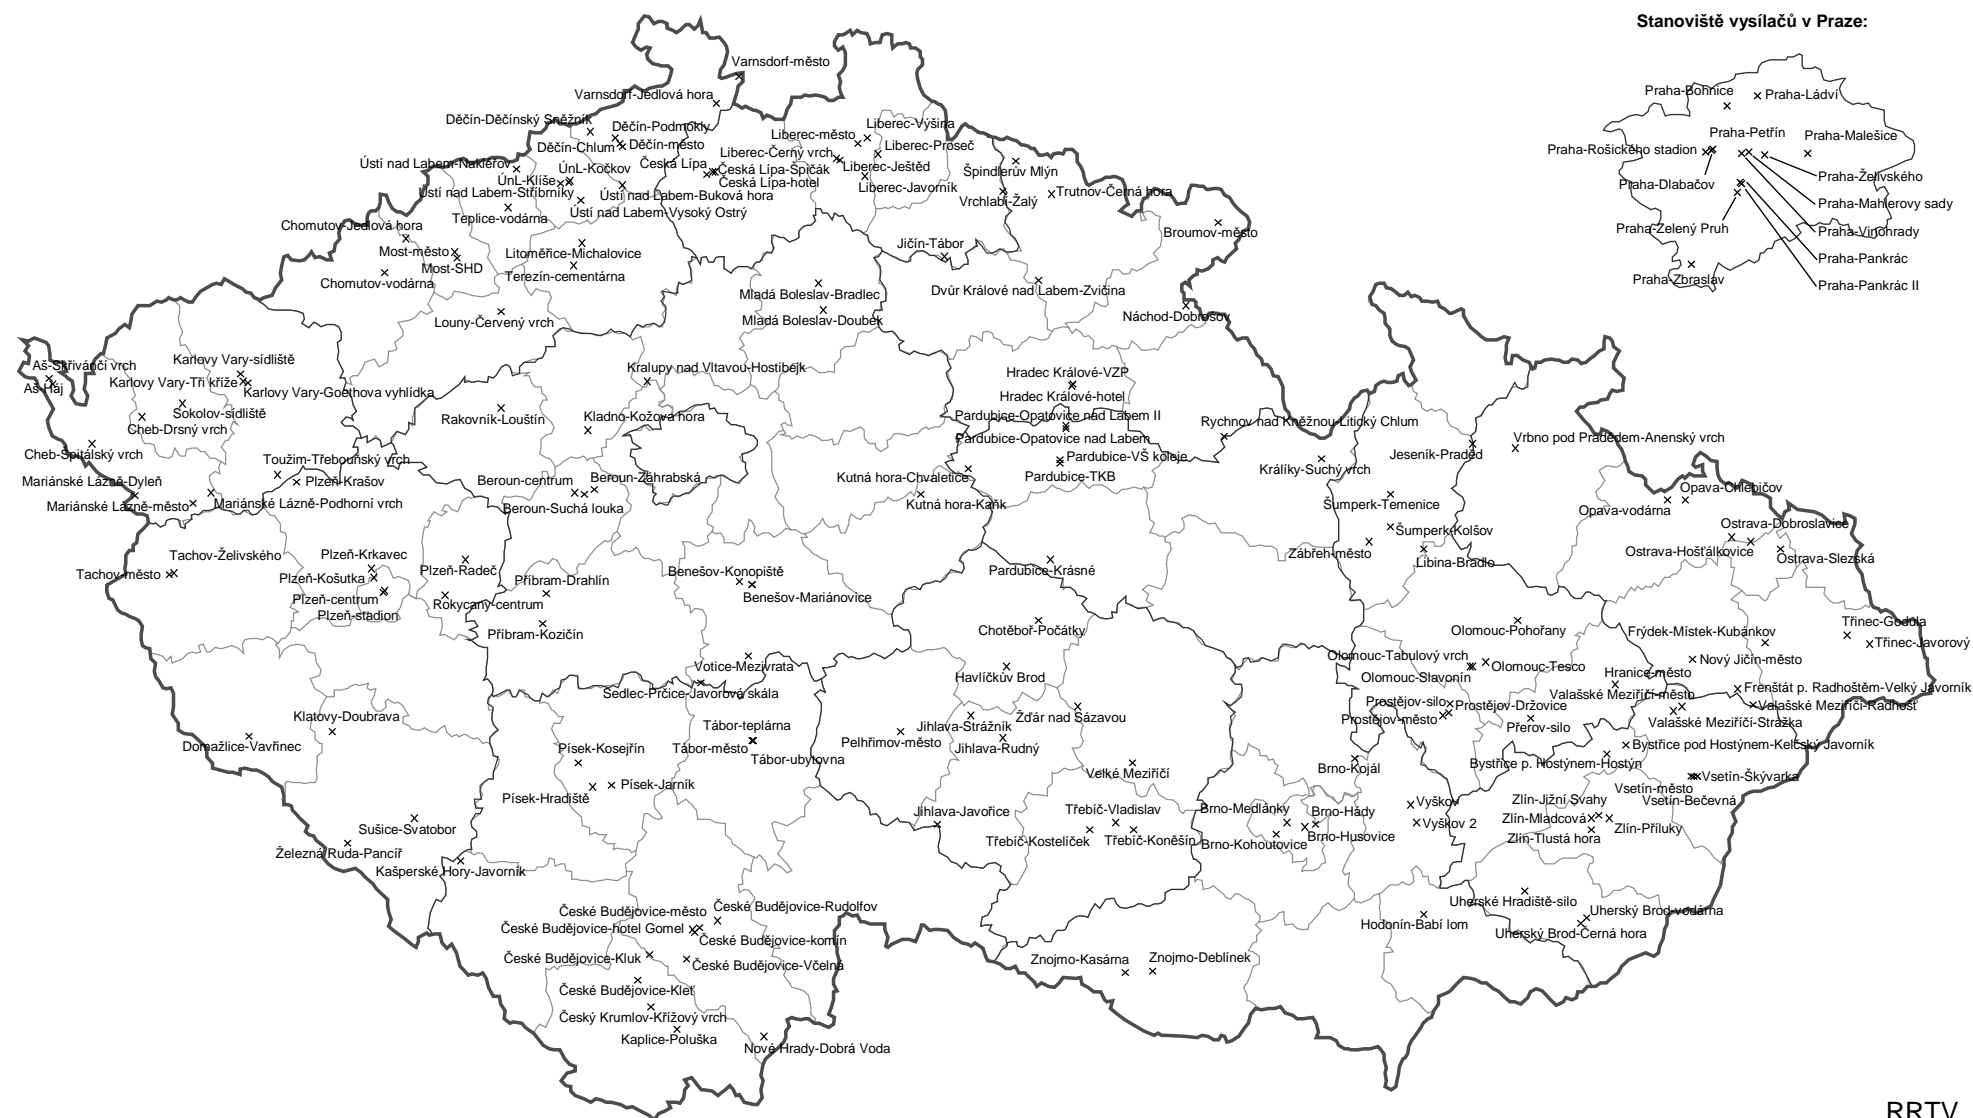 Stanoviště vysílačů v Praze:
Varnsdorf-město
Varnsdorf-Jedlová hora
Praha-Bohnice
Praha-Ládví
Děčín-Děčínský Sněžník
Děčín-Podmokly
Děčín-Chlum
Děčín-město
Liberec-město
Liberec-Výšina
Liberec-Proseč
Liberec-Černý vrch
Liberec-Ještěd
Liberec-Javorník
Praha-Petřín
Praha-Malešice
Praha-Rošického stadion
Praha-Želivského
Praha-Dlabačov
Praha-Mahlerovy sady
Praha-Zelený Pruh
Praha-Vinohrady
Praha-Pankrác
Praha-Zbraslav
Praha-Pankrác II
Ústí nad Labem-Nakléřov
ÚnL-Kočkov
ÚnL-Klíše
Ústí nad Labem-Stříbrníky
Česká Lípa
Česká Lípa-Špičák
Česká Lípa-hotel
Ústí nad Labem-Buková hora
Ústí nad Labem-Vysoký Ostrý
Teplice-vodárna
Špindlerův Mlýn
Vrchlabí-Žalý
Trutnov-Černá hora
Broumov-město
Chomutov-Jedlová hora
Most-město
Most-SHD
Chomutov-vodárna
Litoměřice-Michalovice
Terezín-cementárna
Jičín-Tábor
Mladá Boleslav-Bradlec
Mladá Boleslav-Doubek
Dvůr Králové nad Labem-Zvičina
Náchod-Dobrošov
Louny-Červený vrch
Aš-Skřivánčí vrch
Aš-Háj
Karlovy Vary-sídliště
Karlovy Vary-Tři kříže
Karlovy Vary-Goethova vyhlídka
Sokolov-sídliště
Cheb-Drsný vrch
Cheb-Špitálský vrch
Kralupy nad Vltavou-Hostibejk
Rakovník-Louštín
Kladno-Kožova hora
Hradec Králové-VZP
Hradec Králové-hotel
Pardubice-Opatovice nad Labem II
Pardubice-Opatovice nad Labem
Pardubice-VŠ koleje
Pardubice-TKB
Rychnov nad Kněžnou-Litický Chlum
Králíky-Suchý vrch
Jeseník-Praděd
Vrbno pod Pradědem-Anenský vrch
Toužim-Třebouňský vrch
Plzeň-Krašov
Mariánské Lázně-Dyleň
Mariánské Lázně-město
Mariánské Lázně-Podhorní vrch
Beroun-centrum
Beroun-Záhrabská
Beroun-Suchá louka
Kutná hora-Chvaletice
Kutná hora-Kaňk
Šumperk-Temenice
Šumperk-Kolšov
Zábřeh-město
Libina-Bradlo
Opava-Chlebičov
Opava-vodárna
Ostrava-Dobroslavice
Ostrava-Hošťálkovice
Ostrava-Slezská
Tachov-Želivského
Tachov-město
Plzeň-Krkavec
Plzeň-Košutka
Plzeň-centrum
Plzeň-stadion
Plzeň-Radeč
Rokycany-centrum
Příbram-Drahlín
Příbram-Kozičín
Benešov-Konopiště
Benešov-Mariánovice
Pardubice-Krásné
Chotěboř-Počátky
Olomouc-Pohořany
Frýdek-Místek-Kubánkov
Třinec-Godula
Třinec-Javorový
Votice-Mezivrata
Sedlec-Prčice-Javorová skála
Havlíčkův Brod
Olomouc-Tabulový vrch
Olomouc-Tesco
Olomouc-Slavonín
Nový Jičín-město
Hranice-město
Frenštát p. Radhoštěm-Velký Javorník
Valašské Meziříčí-město
Valašské Meziříčí-Radhošť
Valašské Meziříčí-Strážka
Prostějov-silo
Prostějov-Držovice
Prostějov-město
Přerov-silo
Klatovy-Doubrava
Domažlice-Vavřinec
Písek-Kosejřín
Písek-Jarník
Písek-Hradiště
Tábor-teplárna
Tábor-město
Tábor-ubytovna
Pelhřimov-město
Jihlava-Strážník
Jihlava-Rudný
Žďár nad Sázavou
Velké Meziříčí
Brno-Kojál
Bystřice pod Hostýnem-Kelčský Javorník
Bystřice p. Hostýnem-Hostýn
Vsetín-Škývarka
Vsetín-město
Vsetín-Bečevná
Sušice-Svatobor
Železná Ruda-Pancíř
Kašperské Hory-Javorník
Jihlava-Javořice
Třebíč-Vladislav
Třebíč-Kostelíček
Třebíč-Koněšín
Brno-Medlánky
Brno-Hády
Brno-Husovice
Brno-Kohoutovice
Vyškov
Vyškov 2
Zlín-Jižní Svahy
Zlín-Mladcová
Zlín-Příluky
Zlín-Tlustá hora
České Budějovice-město
České Budějovice-Rudolfov
České Budějovice-hotel Gomel
České Budějovice-komín
České Budějovice-Kluk
České Budějovice-Včelná
České Budějovice-Kleť
Český Krumlov-Křížový vrch
Kaplice-Poluška
Nové Hrady-Dobrá Voda
Znojmo-Kasárna
Znojmo-Deblínek
Hodonín-Babí lom
Uherské Hradiště-silo
Uherský Brod-vodárna
Uherský Brod-Černá hora
RRTV